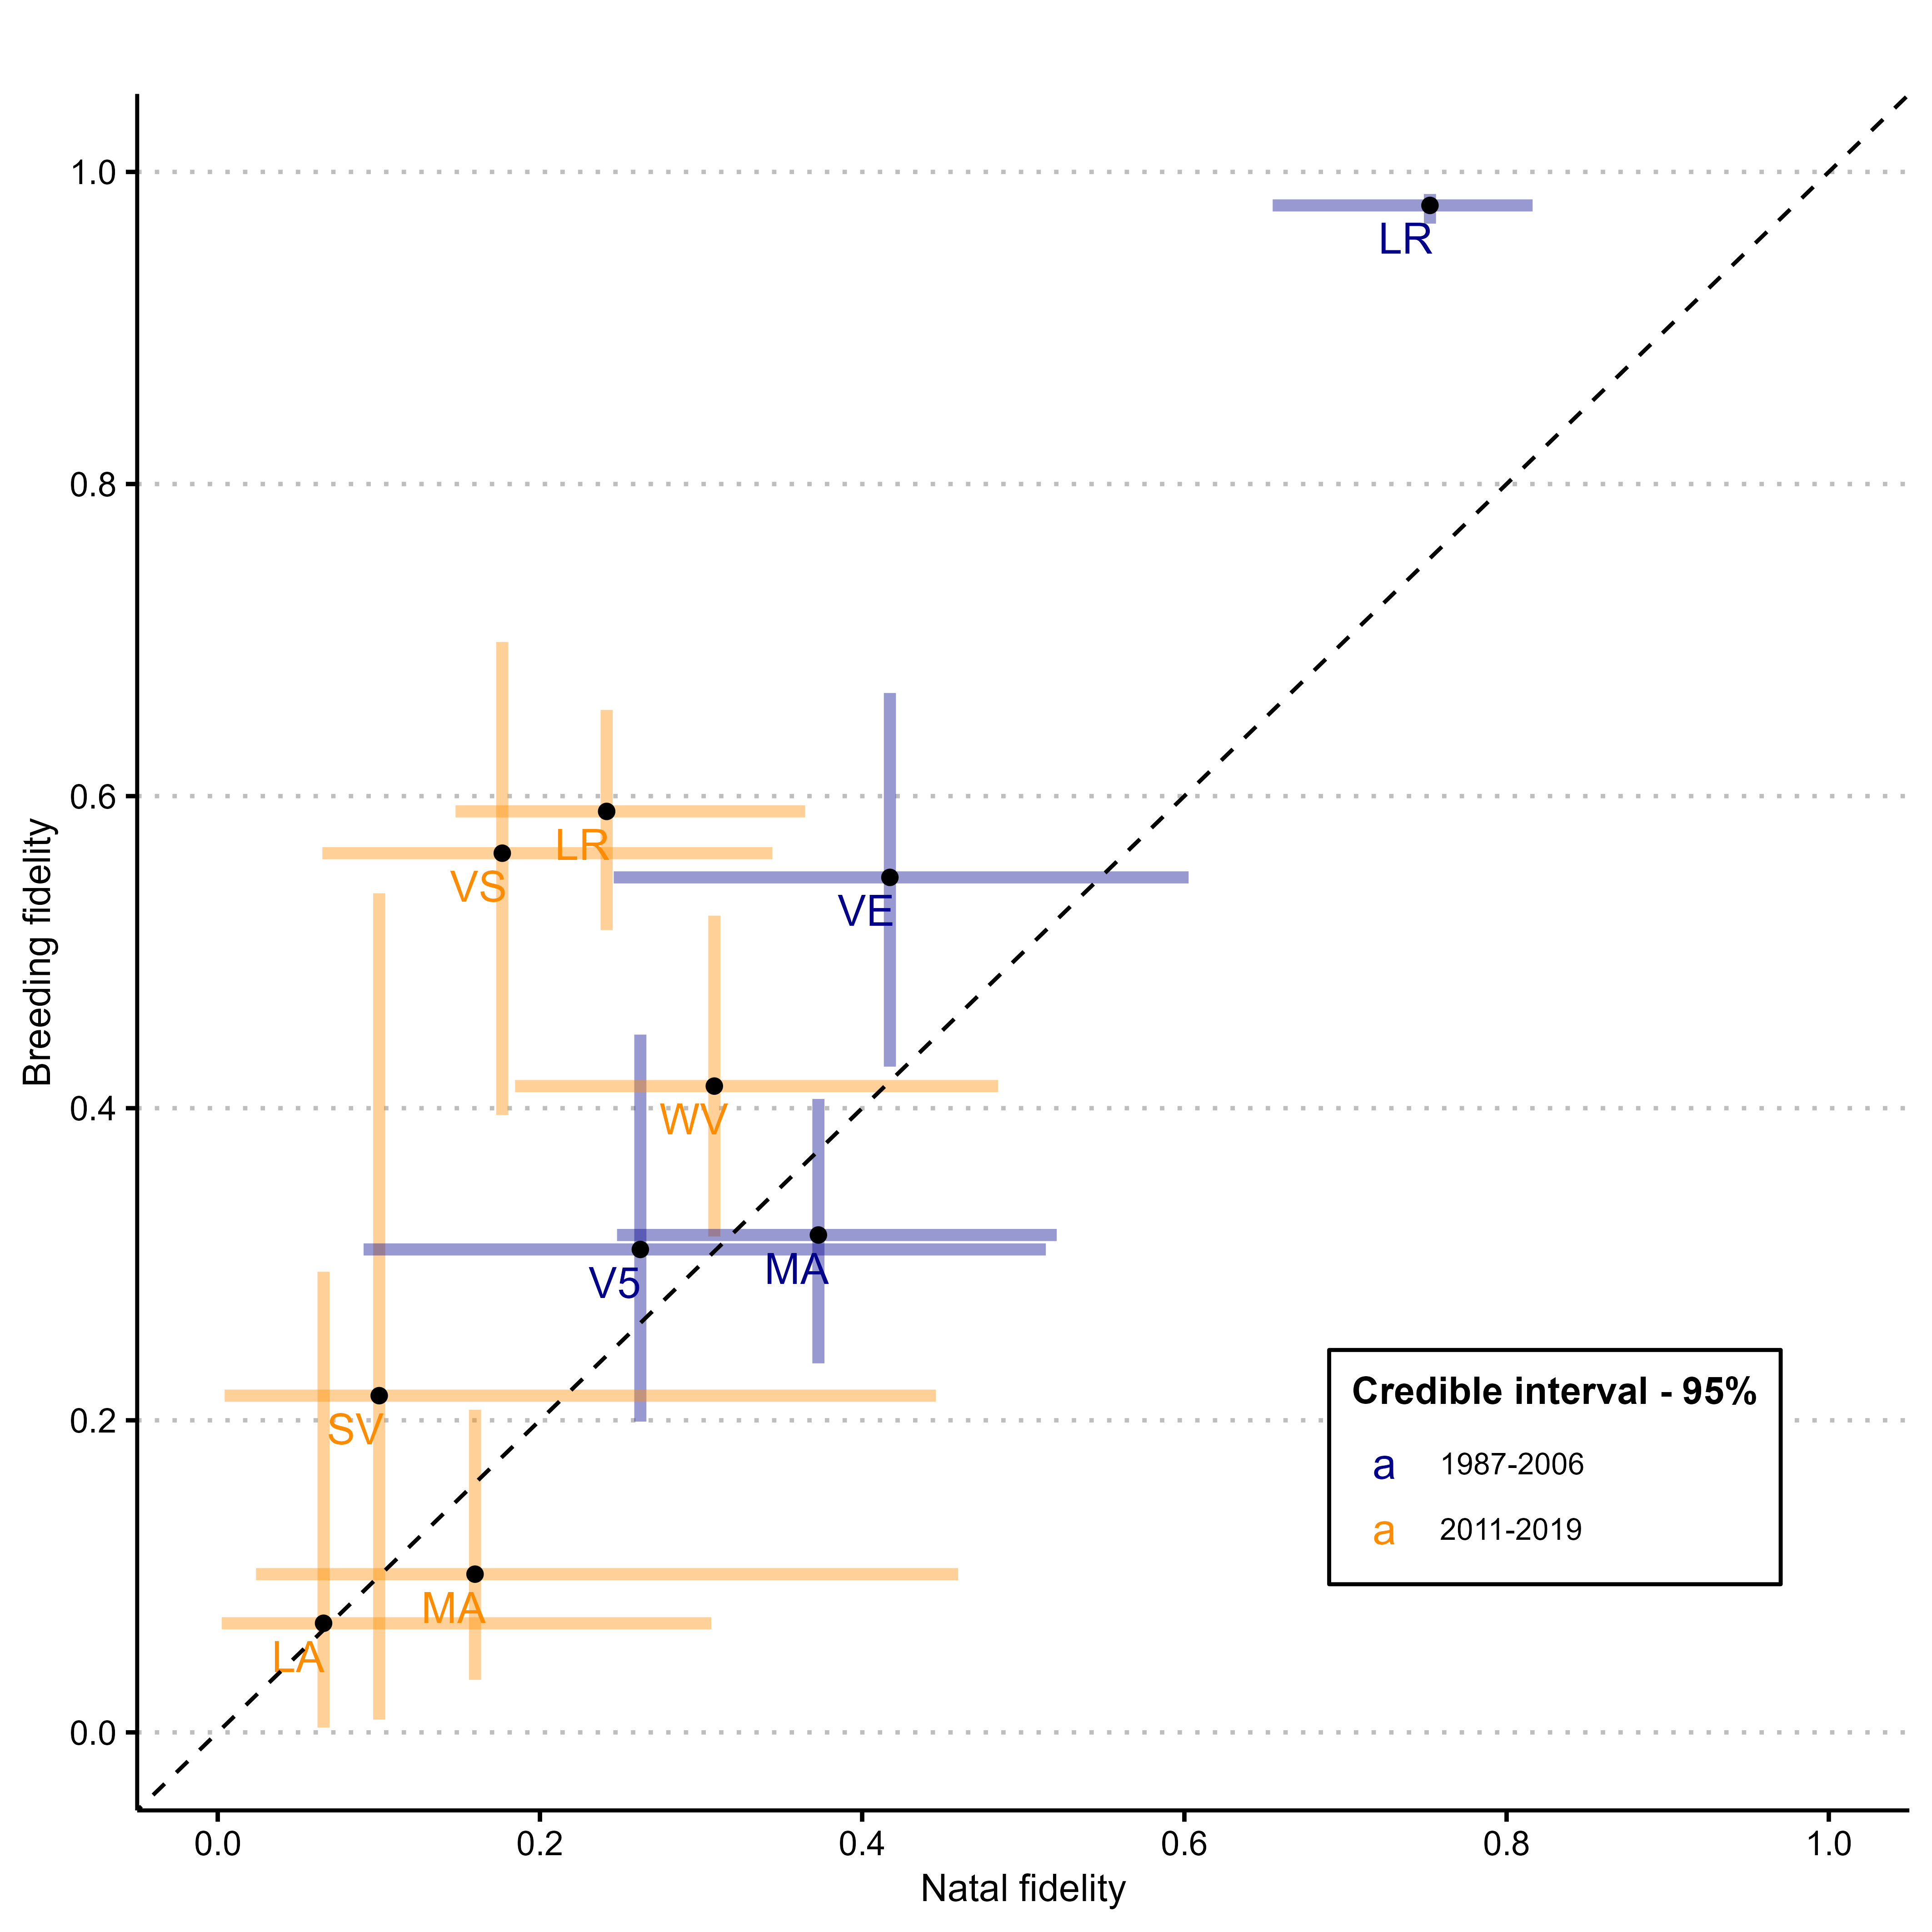 1.0
LR
0.8
0.6
LR
VS
VE
Breeding fidelity
0.4
WV
MA
V5
Credible interval - 95%
0.2
SV
a 1987-2006
a 2011-2019
MA
LA
0.0
0.0 0.2 0.4 0.6 0.8 1.0
Natal fidelity